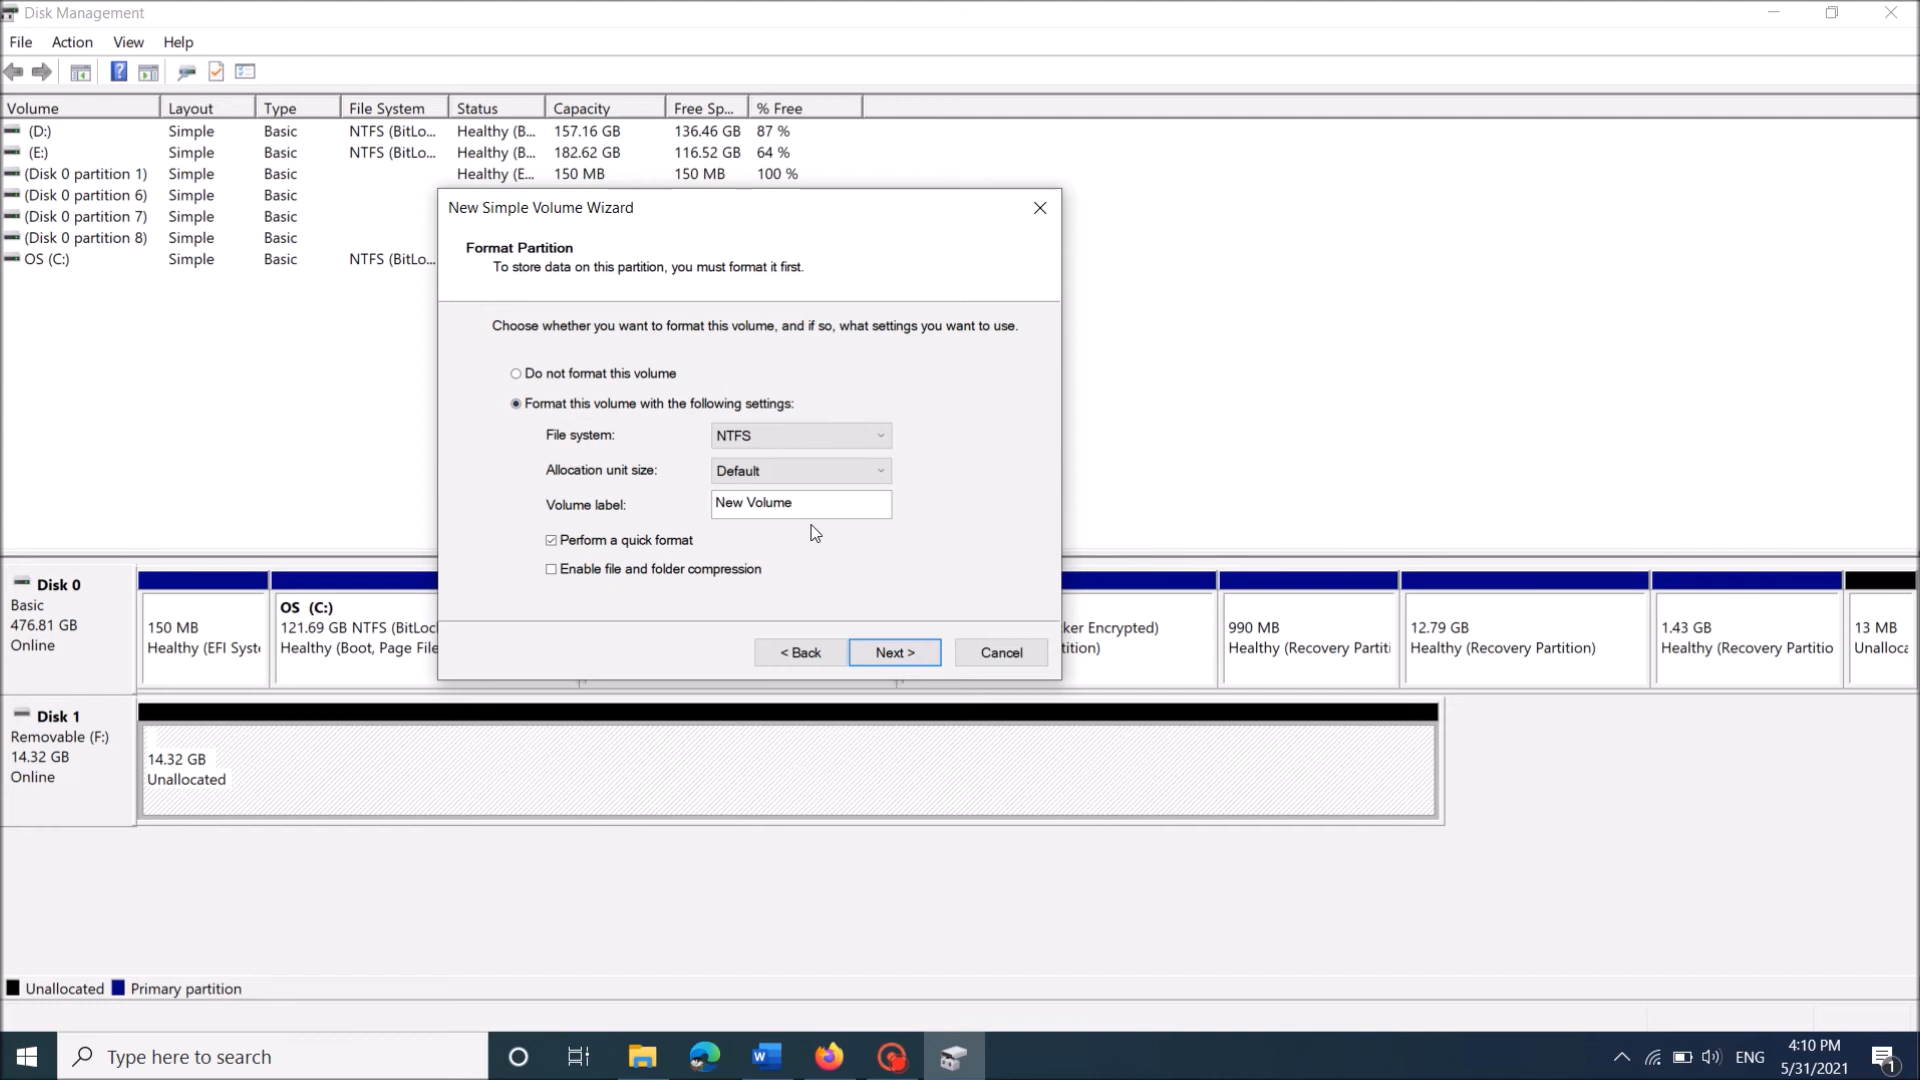 Disk Management
File Action View Help
Volume Layout Type File System Status Capacity Free Sp... % Free
(D:) Simple Basic NTFS (BitLo... Healthy (B... 157.16 GB 136.46 GB 87 %
(E:) Simple Basic NTFS (BitLo... Healthy (B... 182.62 GB 116.52 GB 64 %
(Disk 0 partition 1) Simple Basic Healthy (E... 150 MB 150 MB 100 %
(Disk 0 partition 6) Simple Basic
(Disk 0 partition 7) Simple Basic
(Disk 0 partition 8) Simple Basic
OS (C:) Simple Basic NTFS (BitLo...
New Simple Volume Wizard
Format Partition
To store data on this partition, you must format it first.
Choose whether you want to format this volume, and if so, what settings you want to use.
Do not format this volume
Format this volume with the following settings:
File system: NTFS
Allocation unit size: Default
Volume label: New Volume
Perform a quick format
Enable file and folder compression
< Back Next > Cancel
Disk 0
Basic
476.81 GB
Online
150 MB
Healthy (EFI Syste
OS (C:)
121.69 GB NTFS (BitLoc
Healthy (Boot, Page File
ker Encrypted)
tition)
990 MB
Healthy (Recovery Partiti
12.79 GB
Healthy (Recovery Partition)
1.43 GB
Healthy (Recovery Partitio
13 MB
Unalloca
Disk 1
Removable (F:)
14.32 GB
Online
14.32 GB
Unallocated
Unallocated Primary partition
Type here to search
ENG
4:10 PM
5/31/2021
1